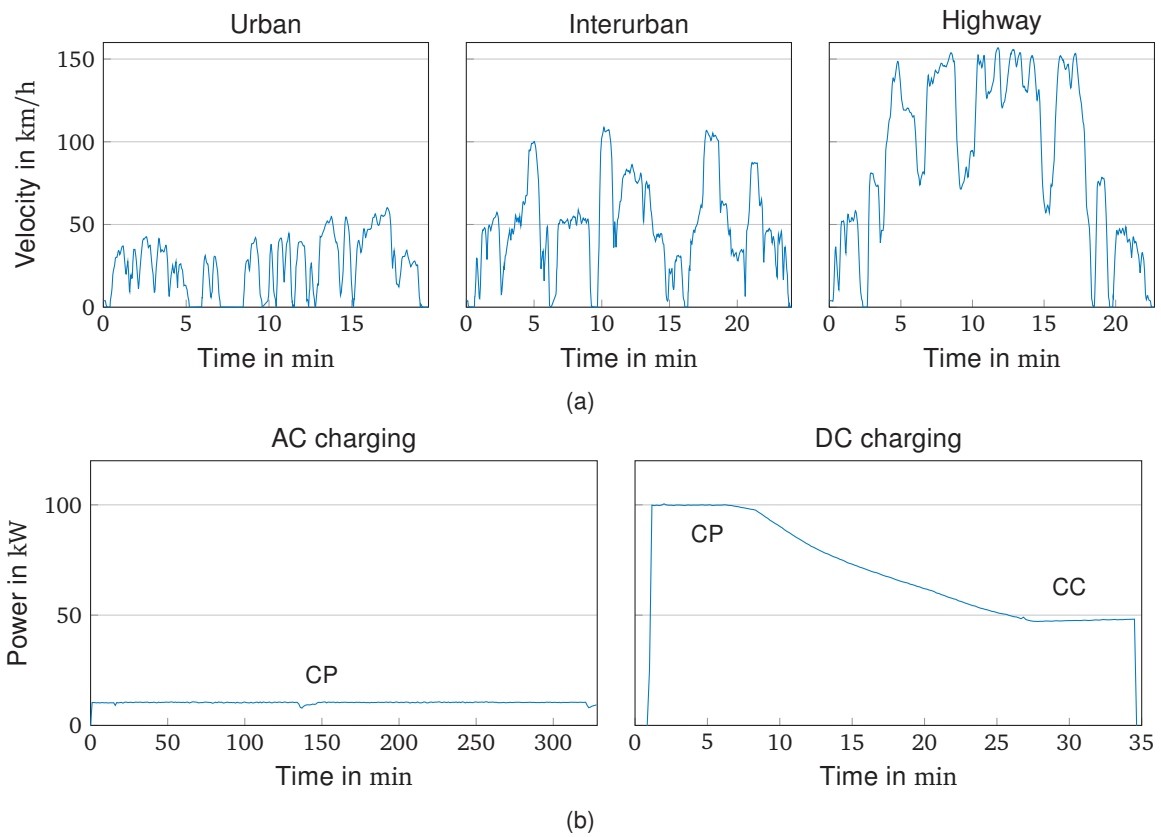 Urban
Interurban
Highway
Velocity in km/h
150
100
50
0
0 5 10 15
0 5 10 15 20
0 5 10 15 20
Time in min
Time in min
Time in min
(a)
AC charging
DC charging
Power in kW
100
50
0
CP
CP
CC
0 50 100 150 200 250 300
0 5 10 15 20 25 30 35
Time in min
Time in min
(b)